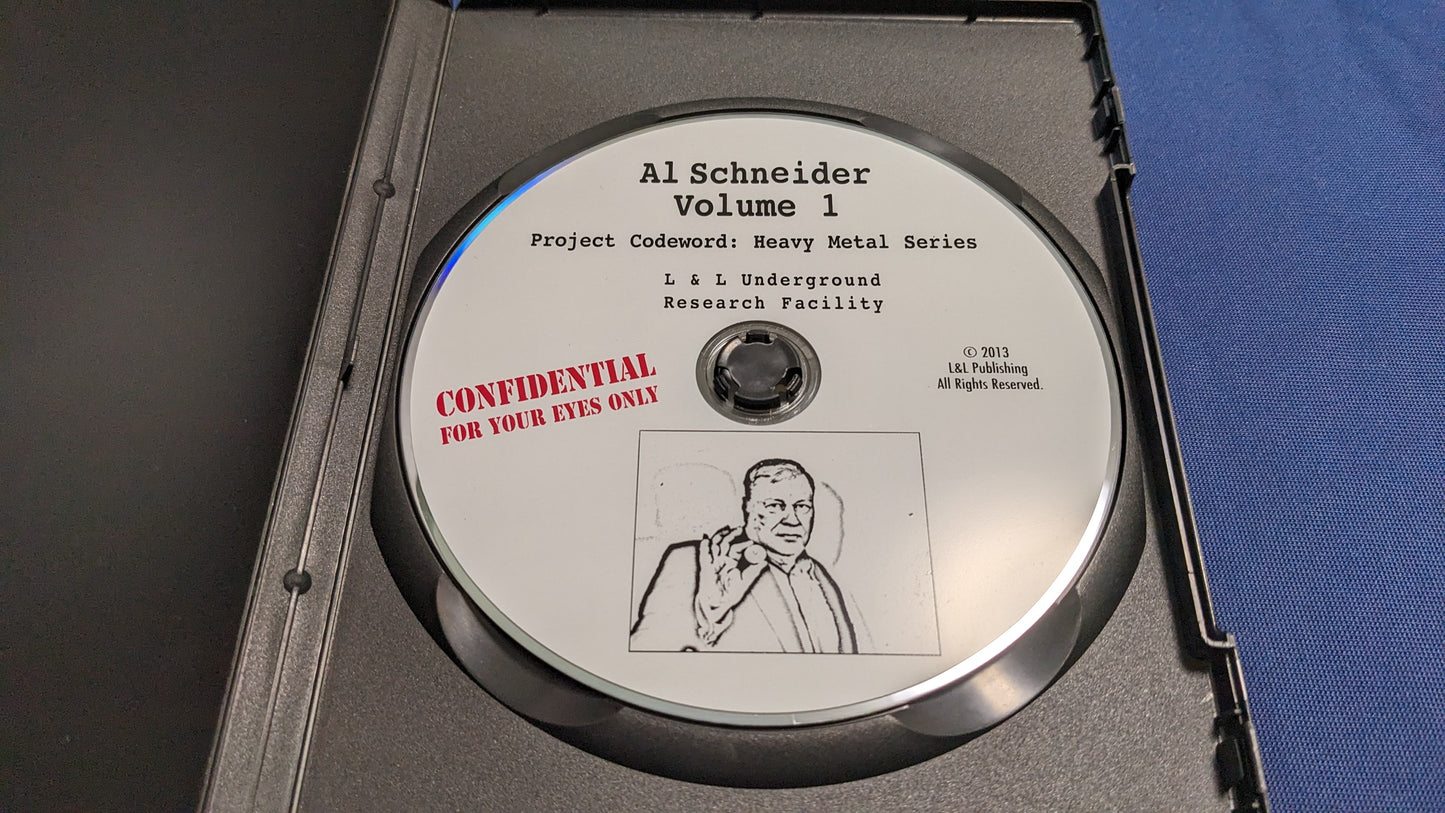 Al Schneider
Volume 1
Project Codeword: Heavy Metal Series
L & L Underground
Research Facility
CONFIDENTIAL
FOR YOUR EYES ONLY
© 2013
L&L Publishing
All Rights Reserved.